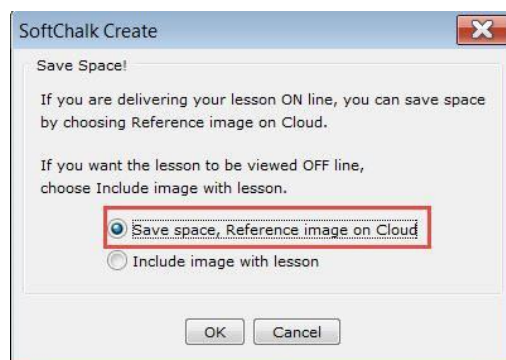 SoftChalk Create
Save Space!
If you are delivering your lesson ON line, you can save space
by choosing Reference image on Cloud.
If you want the lesson to be viewed OFF line,
choose Include image with lesson.
Save space, Reference image on Cloud
Include image with lesson
OK Cancel